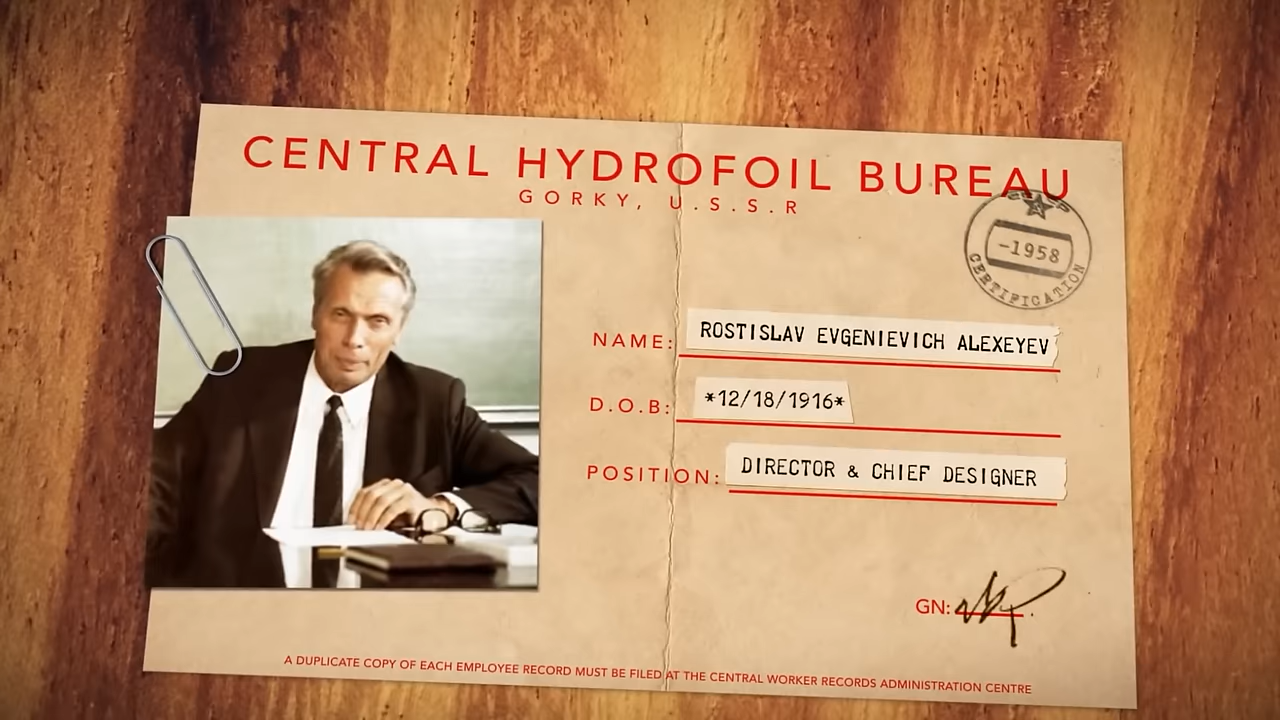 CENTRAL HYDROFOIL BUREAU
GORKY, U.S.S.R
-1958
CERTIFICATION
NAME: ROSTISLAV EVGENIEVICH ALEXEYEV
D.O.B: *12/18/1916*
POSITION: DIRECTOR & CHIEF DESIGNER
GN:
A DUPLICATE COPY OF EACH EMPLOYEE RECORD MUST BE FILED AT THE CENTRAL WORKER RECORDS ADMINISTRATION CENTRE